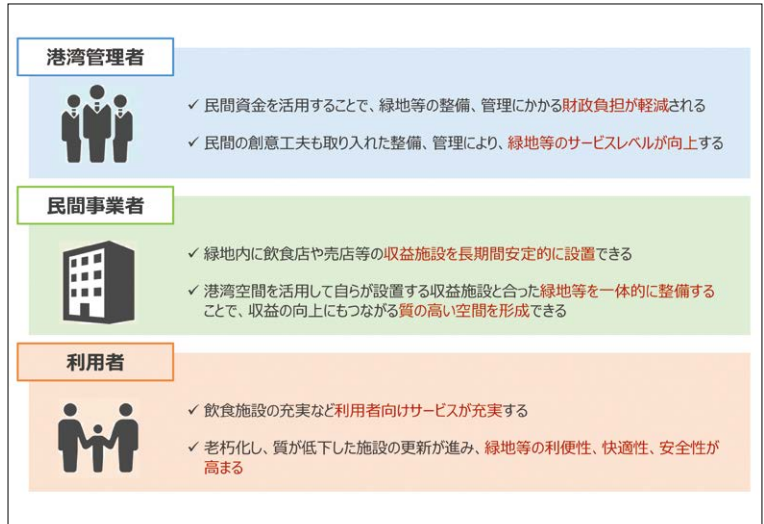 港湾管理者
✓ 民間資金を活用することで、緑地等の整備、管理にかかる財政負担が軽減される
✓ 民間の創意工夫も取り入れた整備、管理により、緑地等のサービスレベルが向上する
民間事業者
✓ 緑地内に飲食店や売店等の収益施設を長期間安定的に設置できる
✓ 港湾空間を活用して自らが設置する収益施設と合った緑地等を一体的に整備する
ことで、収益の向上にもつながる質の高い空間を形成できる
利用者
✓ 飲食施設の充実など利用者向けサービスが充実する
✓ 老朽化し、質が低下した施設の更新が進み、緑地等の利便性、快適性、安全性が
高まる